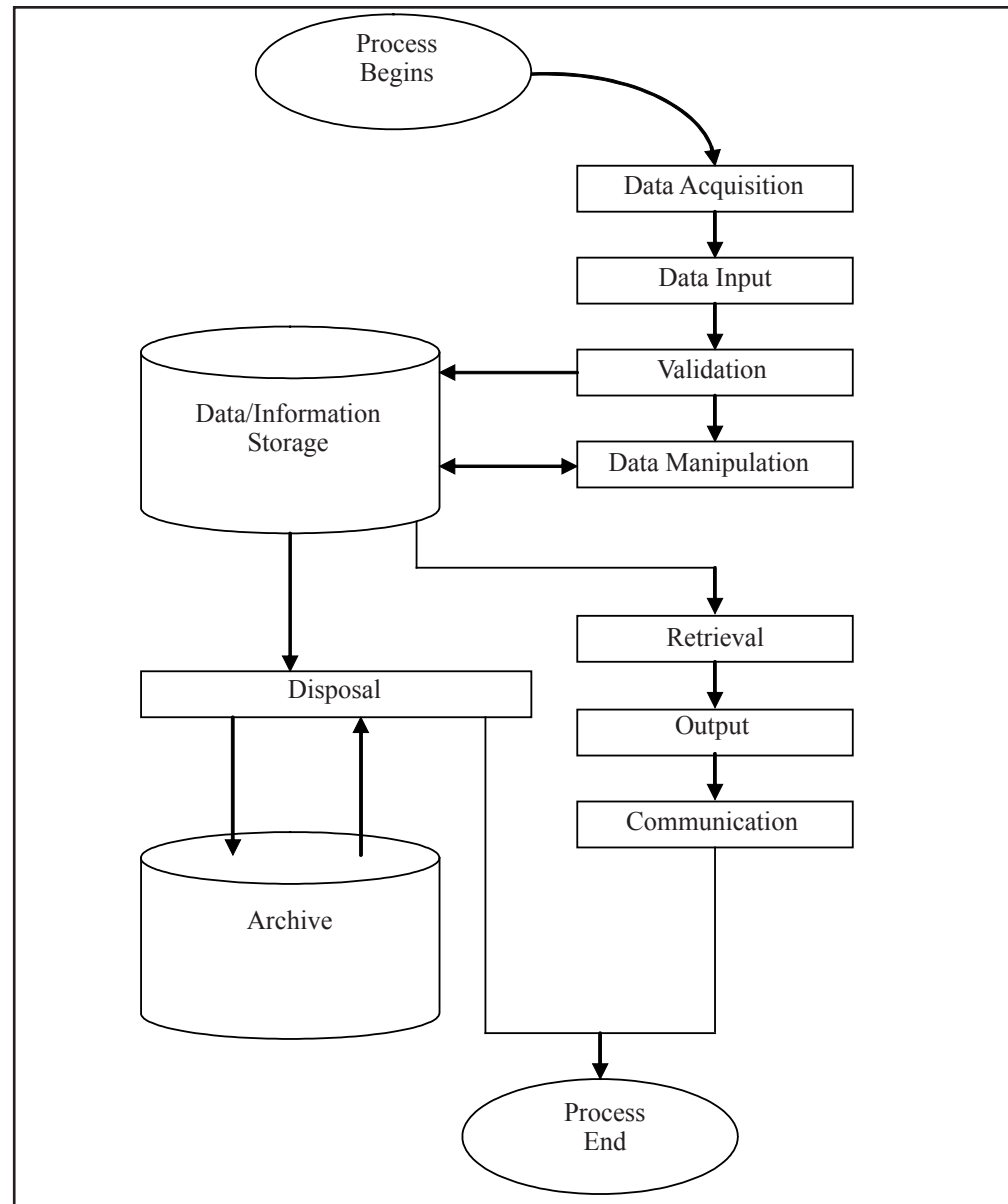 Process
Begins
Data Acquisition
Data Input
Validation
Data/Information
Storage
Data Manipulation
Retrieval
Disposal
Output
Communication
Archive
Process
End